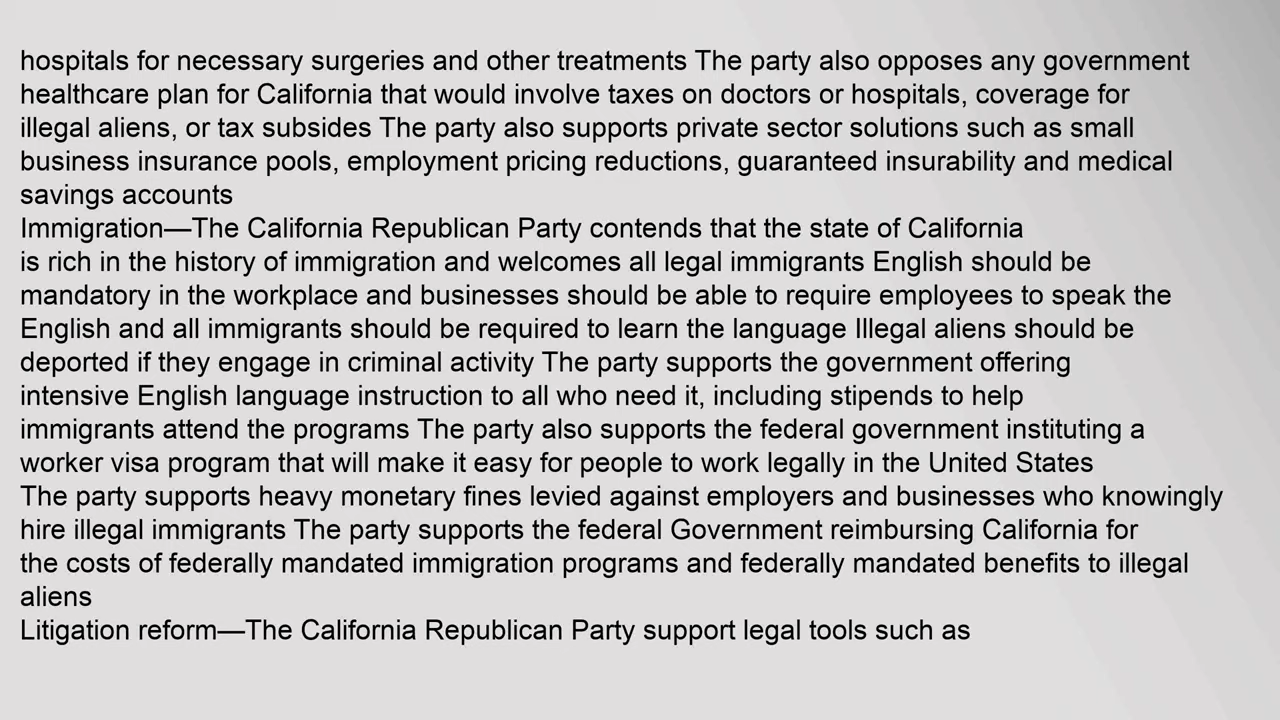 hospitals for necessary surgeries and other treatments The party also opposes any government
healthcare plan for California that would involve taxes on doctors or hospitals, coverage for
illegal aliens, or tax subsides The party also supports private sector solutions such as small
business insurance pools, employment pricing reductions, guaranteed insurability and medical
savings accounts
Immigration—The California Republican Party contends that the state of California
is rich in the history of immigration and welcomes all legal immigrants English should be
mandatory in the workplace and businesses should be able to require employees to speak the
English and all immigrants should be required to learn the language Illegal aliens should be
deported if they engage in criminal activity The party supports the government offering
intensive English language instruction to all who need it, including stipends to help
immigrants attend the programs The party also supports the federal government instituting a
worker visa program that will make it easy for people to work legally in the United States
The party supports heavy monetary fines levied against employers and businesses who knowingly
hire illegal immigrants The party supports the federal Government reimbursing California for
the costs of federally mandated immigration programs and federally mandated benefits to illegal
aliens
Litigation reform—The California Republican Party support legal tools such as